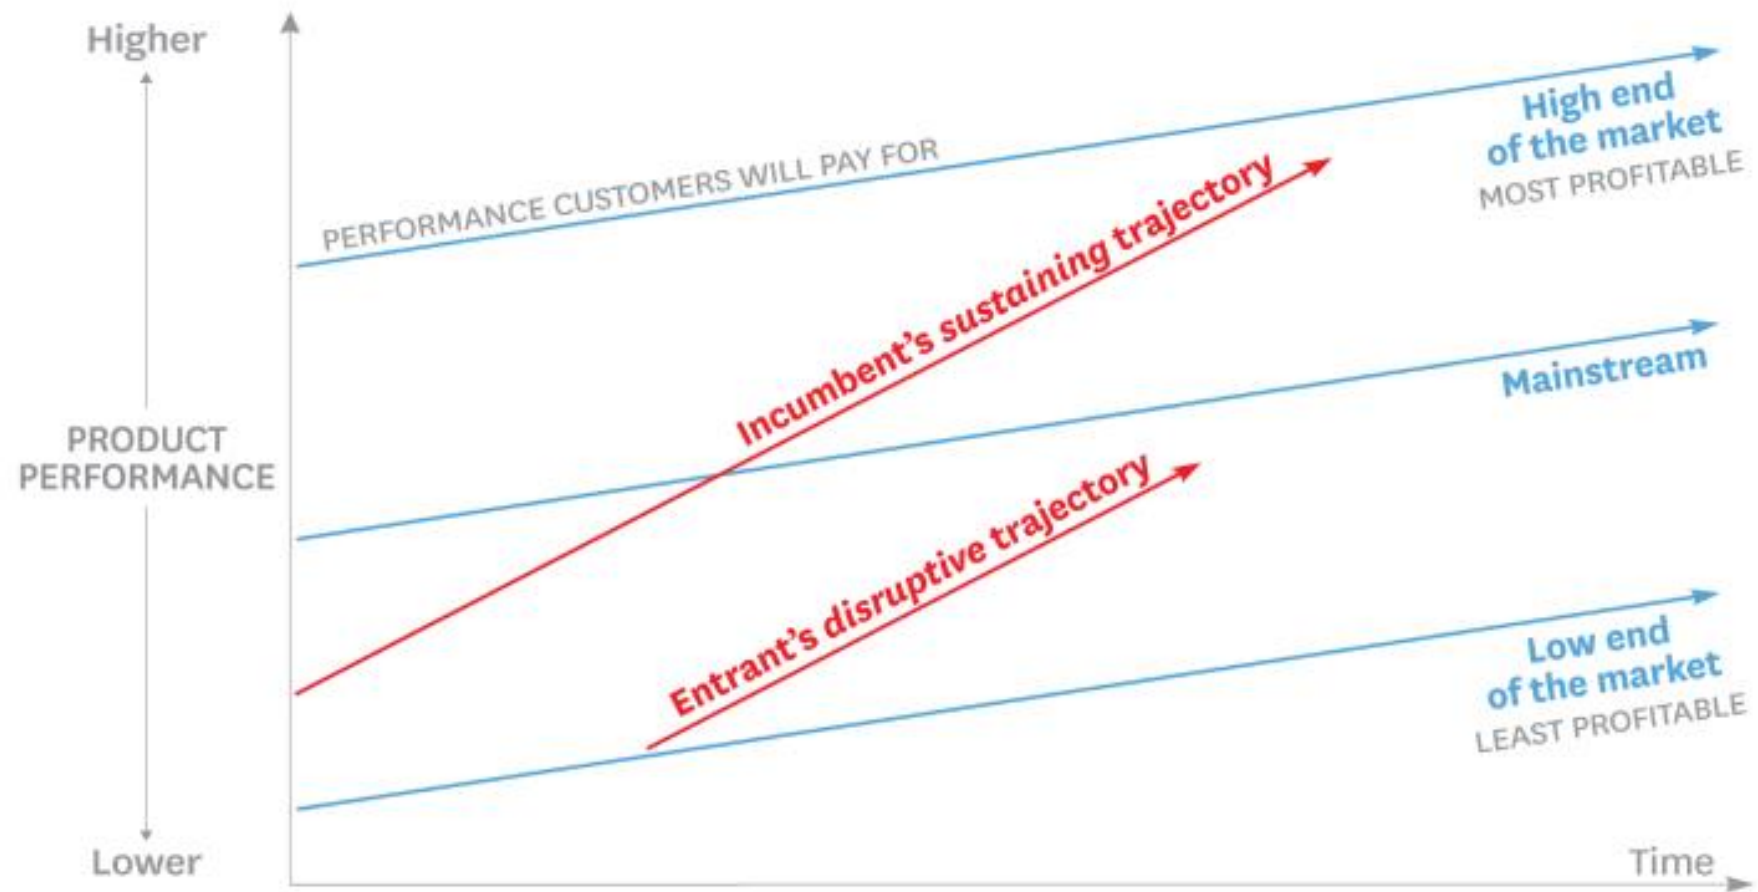 Higher
PERFORMANCE CUSTOMERS WILL PAY FOR
High end
of the market
MOST PROFITABLE
Incumbent's sustaining trajectory
Mainstream
PRODUCT
PERFORMANCE
Entrant's disruptive trajectory
Low end
of the market
LEAST PROFITABLE
Lower
Time